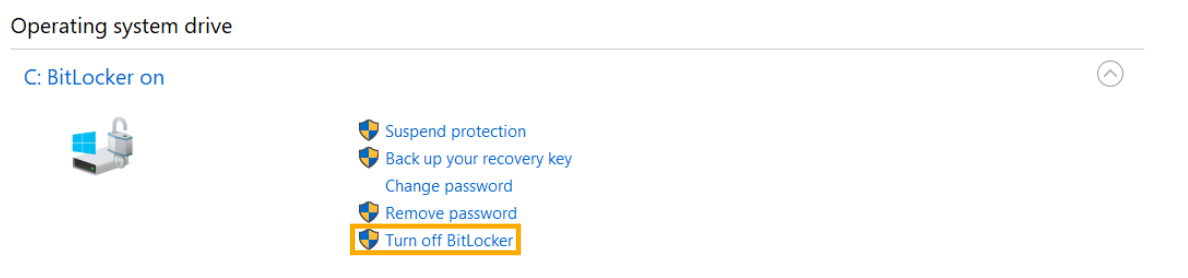 Operating system drive
C: BitLocker on
Suspend protection
Back up your recovery key
Change password
Remove password
Turn off BitLocker